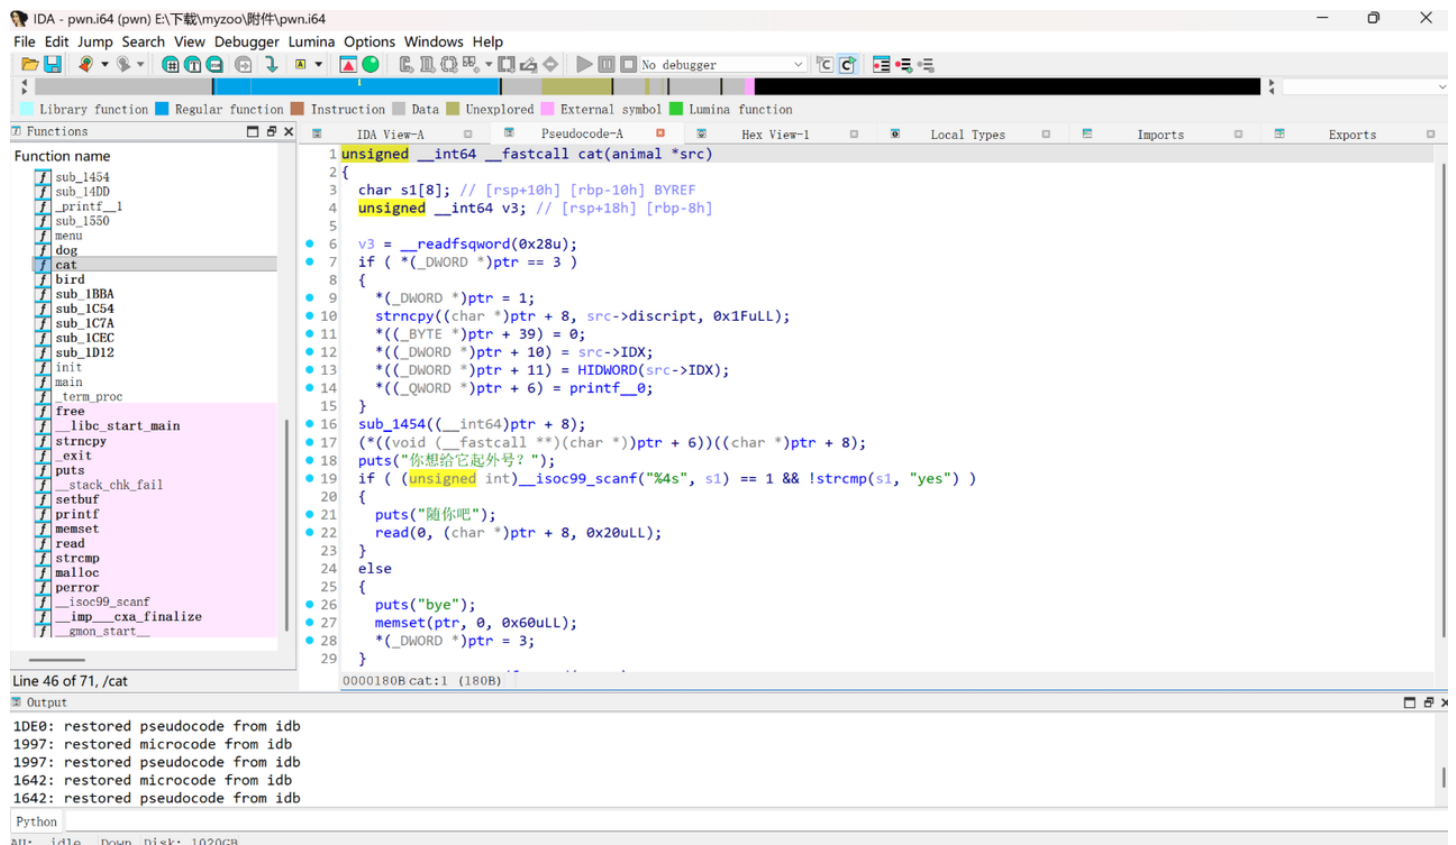 IDA - pwn.i64 (pwn) E:\下载\myzoo\附件\pwn.i64
File Edit Jump Search View Debugger Lumina Options Windows Help
No debugger
Library function Regular function Instruction Data Unexplored External symbol Lumina function
Functions
IDA View-A Pseudocode-A Hex View-1 Local Types Imports Exports
Function name
sub_1454
sub_14DD
_printf__1
sub_1550
menu
dog
cat
bird
sub_1BBA
sub_1C54
sub_1C7A
sub_1CEC
sub_1D12
init
main
_term_proc
free
__libc_start_main
strncpy
_exit
puts
__stack_chk_fail
setbuf
printf
memset
read
strcmp
malloc
perror
__isoc99_scanf
__imp___cxa_finalize
__gmon_start__
Line 46 of 71, /cat
1 unsigned __int64 __fastcall cat(animal *src)
2 {
3 char s1[8]; // [rsp+10h] [rbp-10h] BYREF
4 unsigned __int64 v3; // [rsp+18h] [rbp-8h]
5
6 v3 = __readfsqword(0x28u);
7 if ( *(_DWORD *)ptr == 3 )
8 {
9 *(_DWORD *)ptr = 1;
10 strncpy((char *)ptr + 8, src->discript, 0x1FuLL);
11 *((_BYTE *)ptr + 39) = 0;
12 *((_DWORD *)ptr + 10) = src->IDX;
13 *((_DWORD *)ptr + 11) = HIDWORD(src->IDX);
14 *((_QWORD *)ptr + 6) = printf__0;
15 }
16 sub_1454((__int64)ptr + 8);
17 (*((void (__fastcall **)(char *))ptr + 6))((char *)ptr + 8);
18 puts("你想给它起外号？");
19 if ( (unsigned int)__isoc99_scanf("%4s", s1) == 1 && !strcmp(s1, "yes") )
20 {
21 puts("随你吧");
22 read(0, (char *)ptr + 8, 0x20uLL);
23 }
24 else
25 {
26 puts("bye");
27 memset(ptr, 0, 0x60uLL);
28 *(_DWORD *)ptr = 3;
29 }
0000180B cat:1 (180B)
Output
1DE0: restored pseudocode from idb
1997: restored microcode from idb
1997: restored pseudocode from idb
1642: restored microcode from idb
1642: restored pseudocode from idb
Python
AU: idle Down Disk: 1020GB